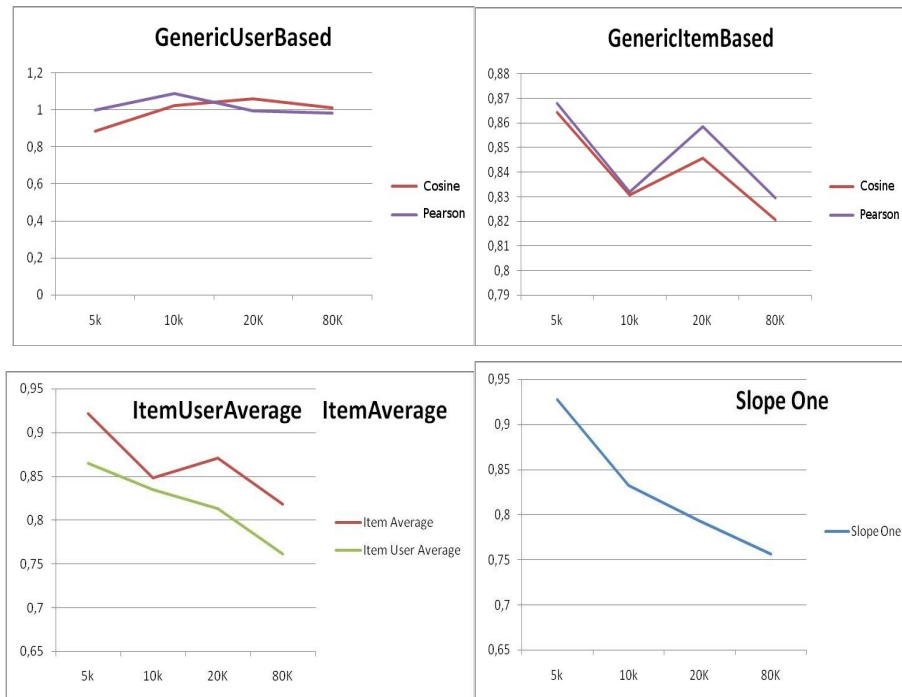 GenericUserBased
1,2
1
0,8
0,6
0,4
0,2
0
5k 10k 20K 80K
Cosine
Pearson
GenericItemBased
0,88
0,87
0,86
0,85
0,84
0,83
0,82
0,81
0,8
0,79
5k 10k 20K 80K
Cosine
Pearson
ItemUserAverage ItemAverage
0,95
0,9
0,85
0,8
0,75
0,7
0,65
5k 10k 20K 80K
Item Average
Item User Average
Slope One
0,95
0,9
0,85
0,8
0,75
0,7
0,65
5k 10k 20K 80K
Slope One